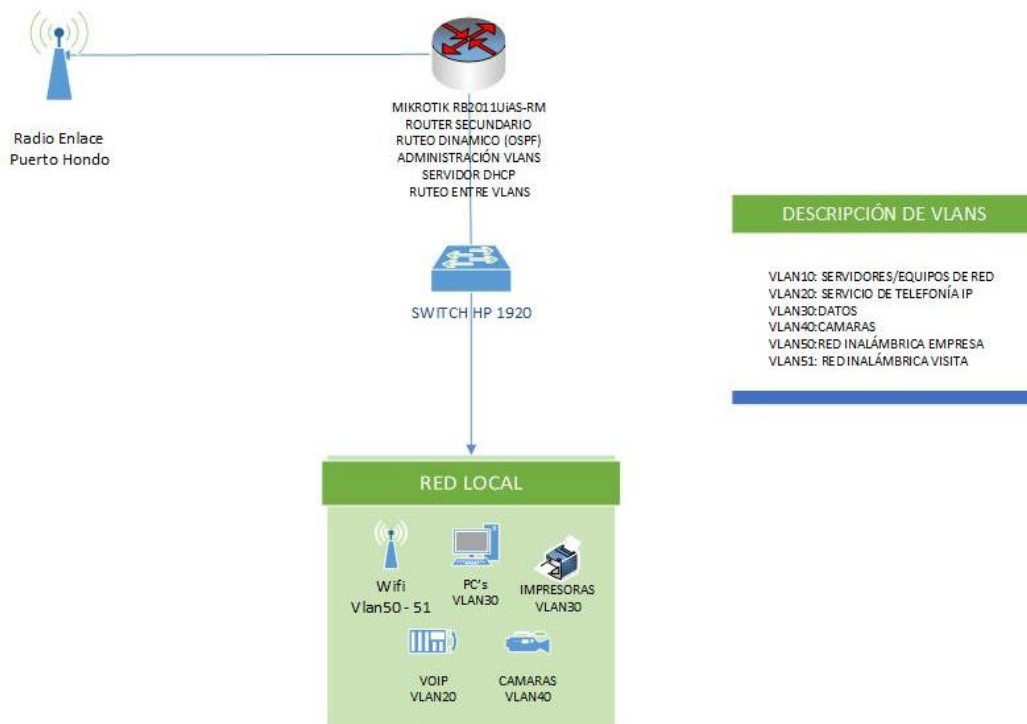 Radio Enlace
Puerto Hondo
MIKROTIK RB2011UiAS-RM
ROUTER SECUNDARIO
RUTEO DINAMICO (OSPF)
ADMINISTRACIÓN VLANS
SERVIDOR DHCP
RUTEO ENTRE VLANS
SWITCH HP 1920
DESCRIPCIÓN DE VLANS
VLAN10: SERVIDORES/EQUIPOS DE RED
VLAN20: SERVICIO DE TELEFONÍA IP
VLAN30:DATOS
VLAN40:CAMARAS
VLAN50:RED INALÁMBRICA EMPRESA
VLAN51: RED INALÁMBRICA VISITA
RED LOCAL
Wifi
Vlan50 - 51
PC's
VLAN30
IMPRESORAS
VLAN30
VOIP
VLAN20
CAMARAS
VLAN40